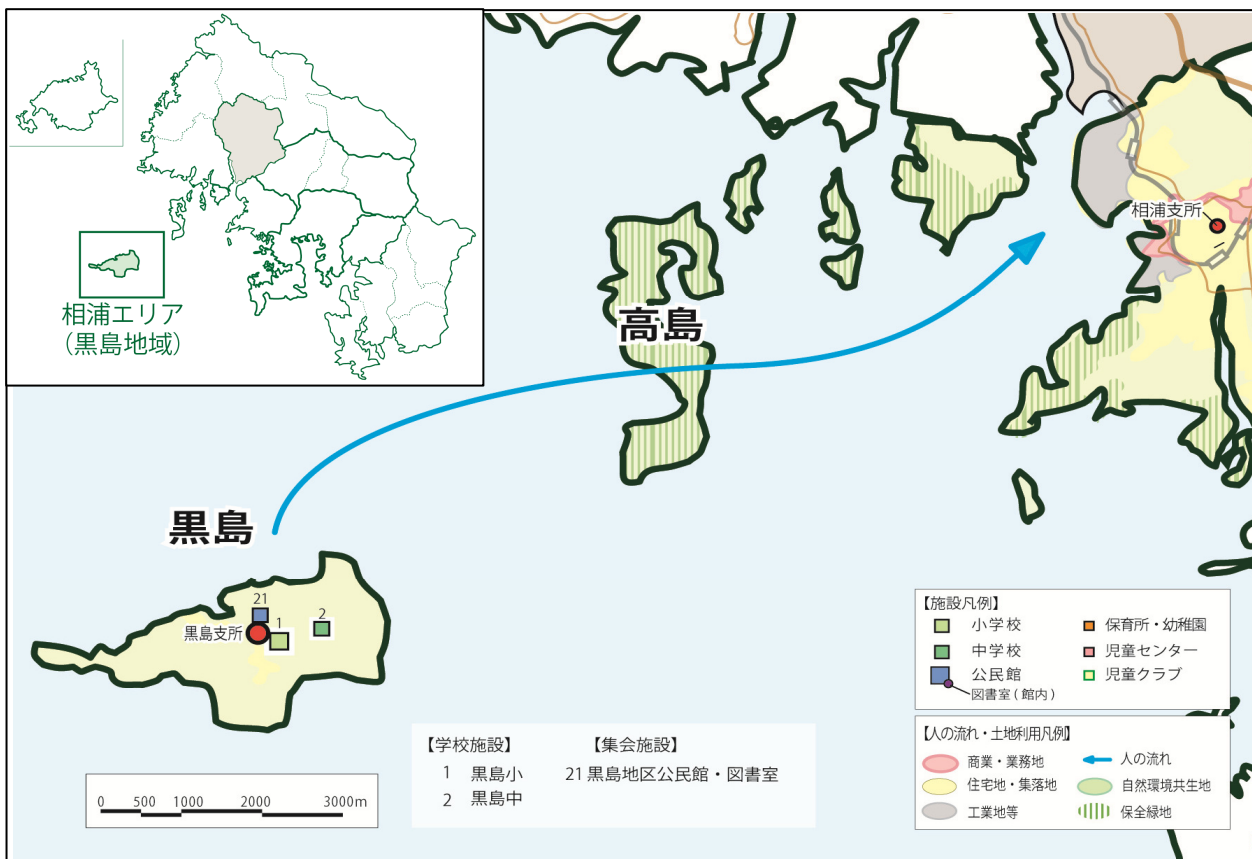 相浦エリア
（黒島地域）
相浦支所
高島
黒島
21
1
2
黒島支所
【学校施設】
1 黒島小
2 黒島中
【集会施設】
21 黒島地区公民館・図書室
0 500 1000 2000 3000m
【施設凡例】
小学校
中学校
公民館
図書室(館内)
保育所・幼稚園
児童センター
児童クラブ
【人の流れ・土地利用凡例】
商業・業務地
住宅地・集落地
工業地等
人の流れ
自然環境共生地
保全緑地